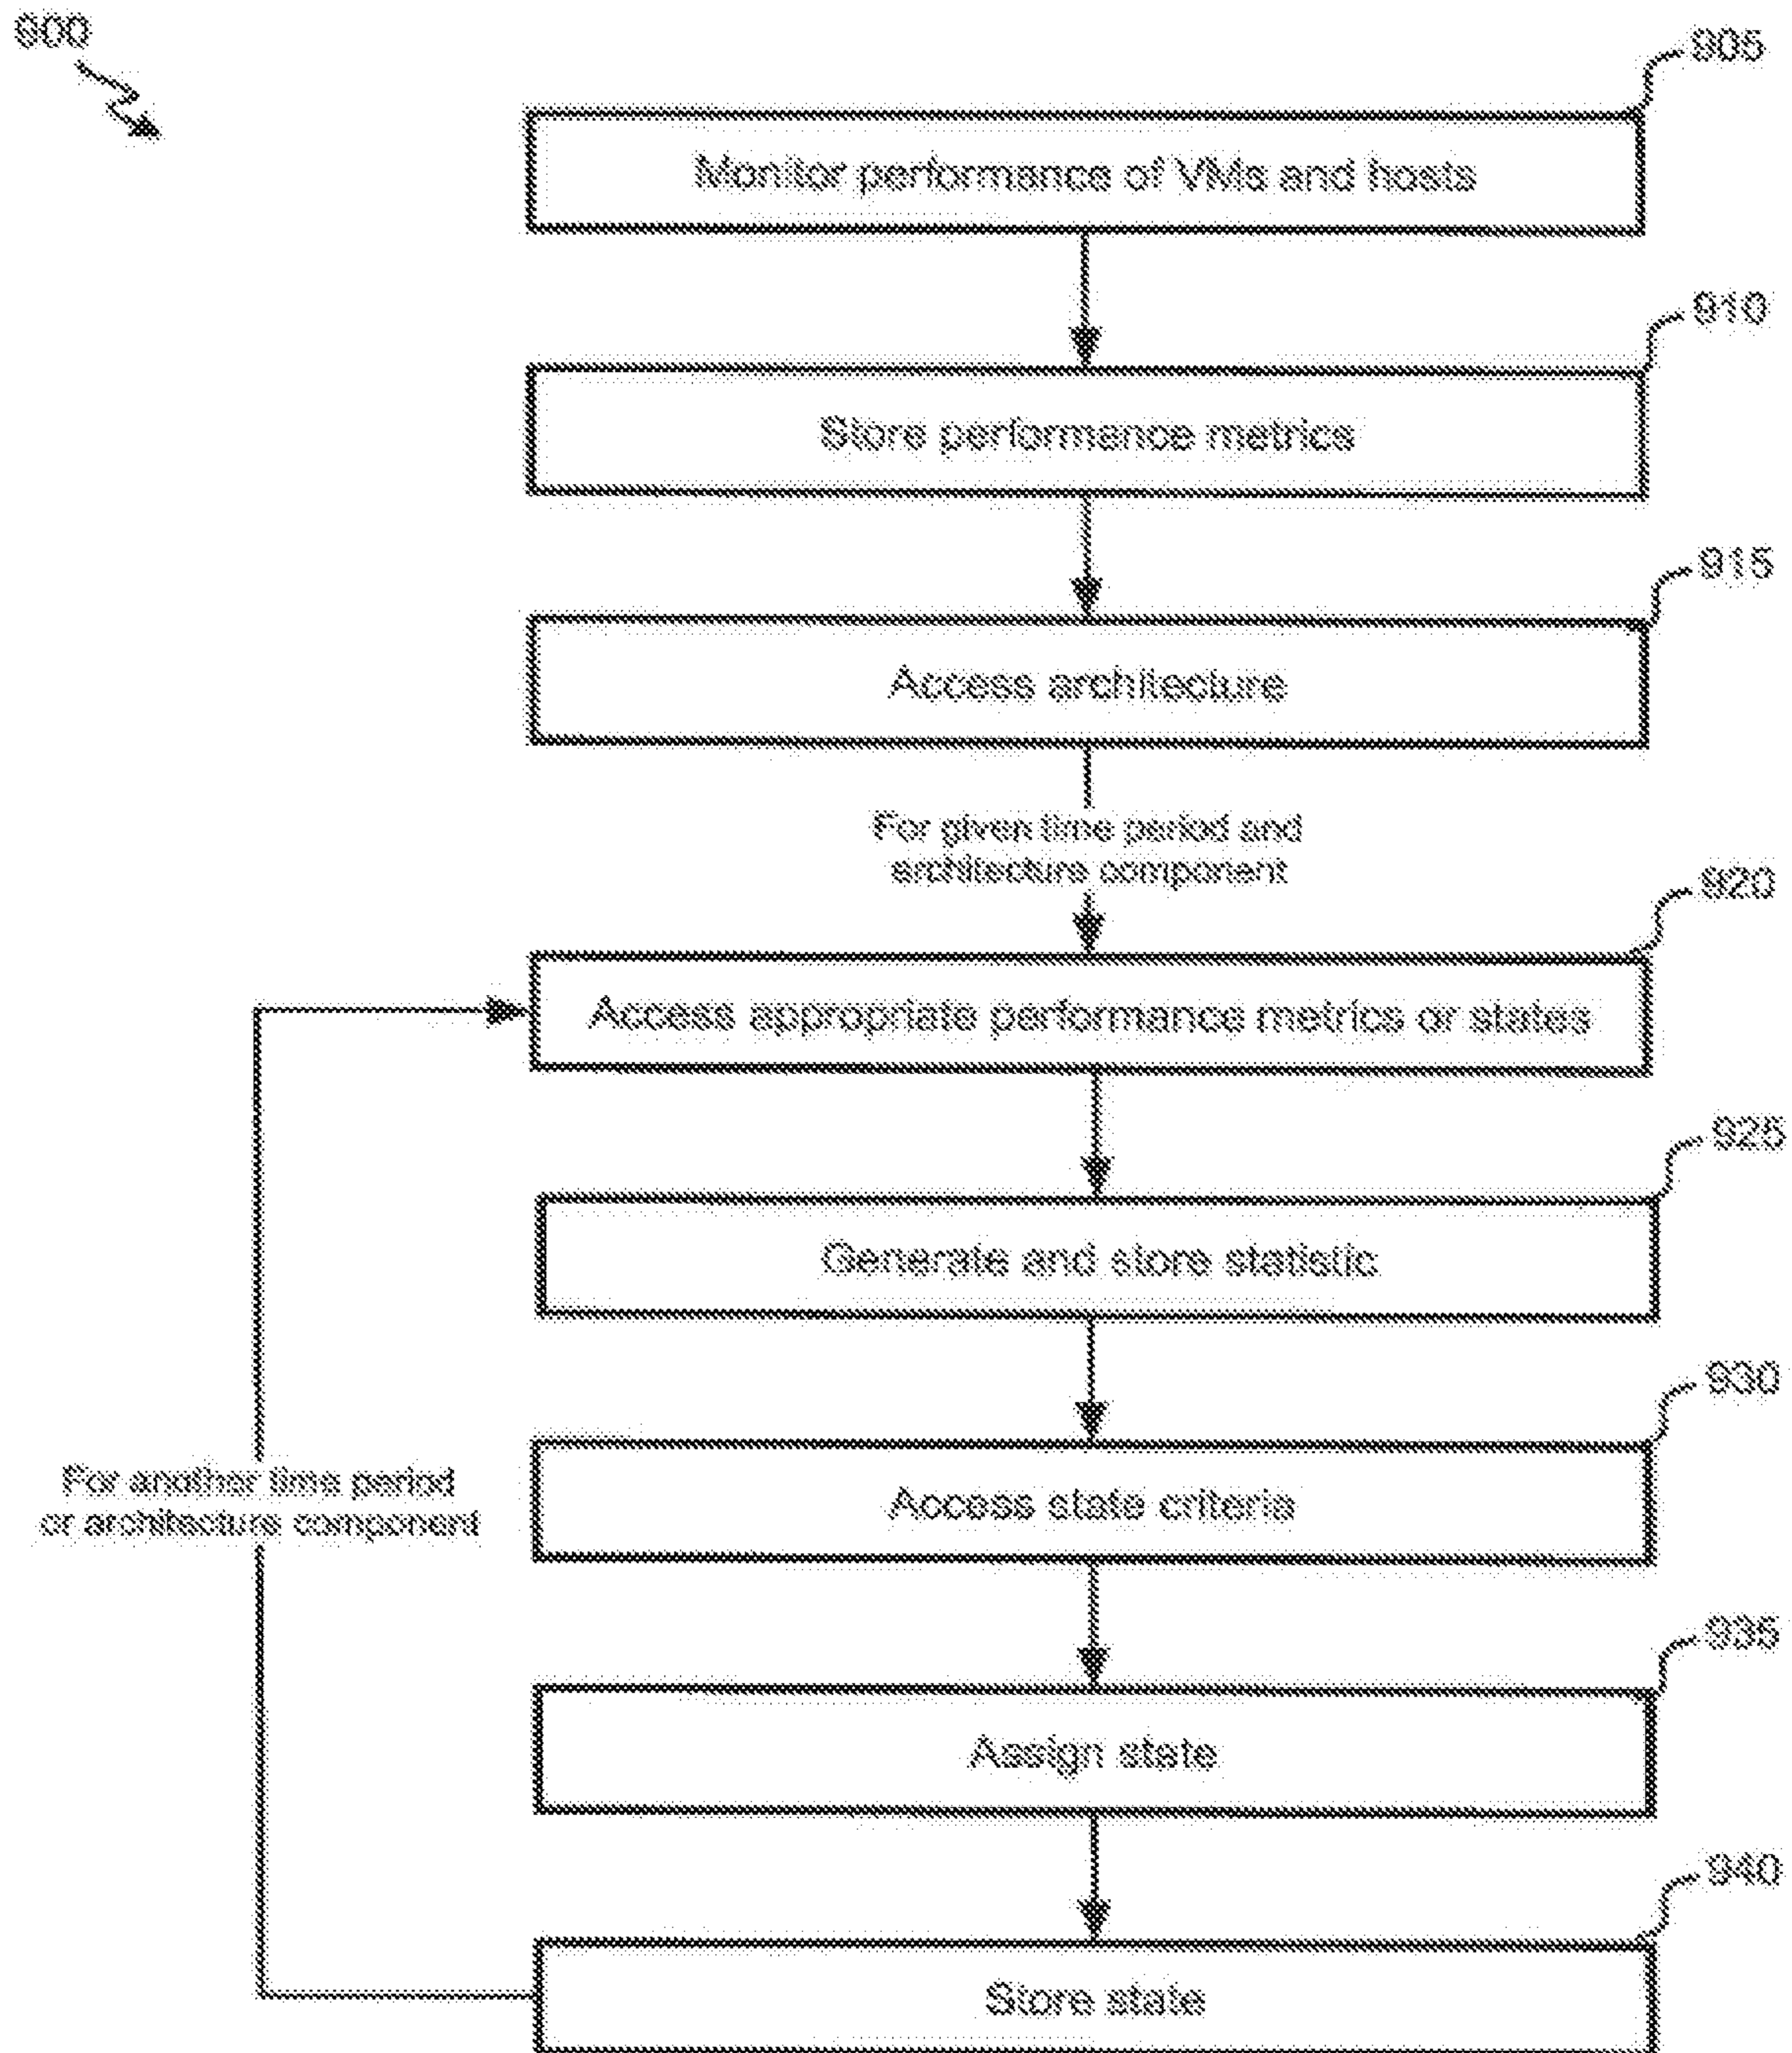 900
905
Monitor performance of VMs and hosts
910
Store performance metrics
915
Access architecture
For given time period and
architecture component
920
Access appropriate performance metrics or states
925
Generate and store statistic
930
Access state criteria
For another time period
or architecture component
935
Assign state
940
Store state